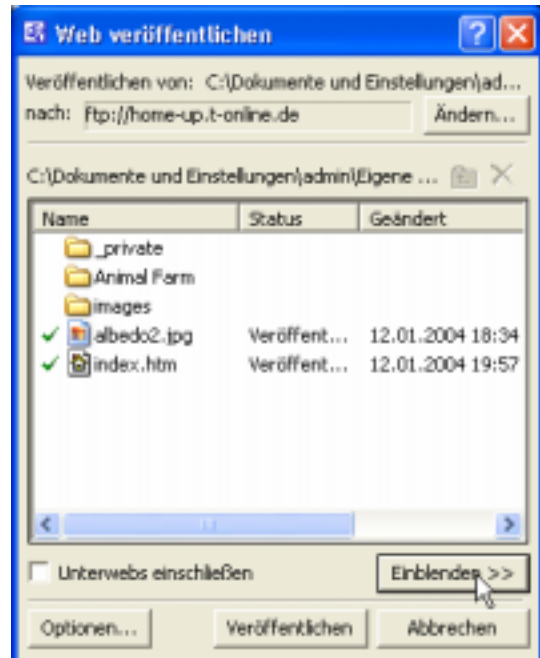 Web veröffentlichen
Veröffentlichen von: C:\Dokumente und Einstellungen\ad...
nach: ftp://home-up.t-online.de Ändern...
C:\Dokumente und Einstellungen\admin\Eigene ...
Name Status Geändert
_private
Animal Farm
images
albedo2.jpg Veröffent... 12.01.2004 18:34
index.htm Veröffent... 12.01.2004 19:57
Unterwebs einschließen Einblenden >>
Optionen... Veröffentlichen Abbrechen